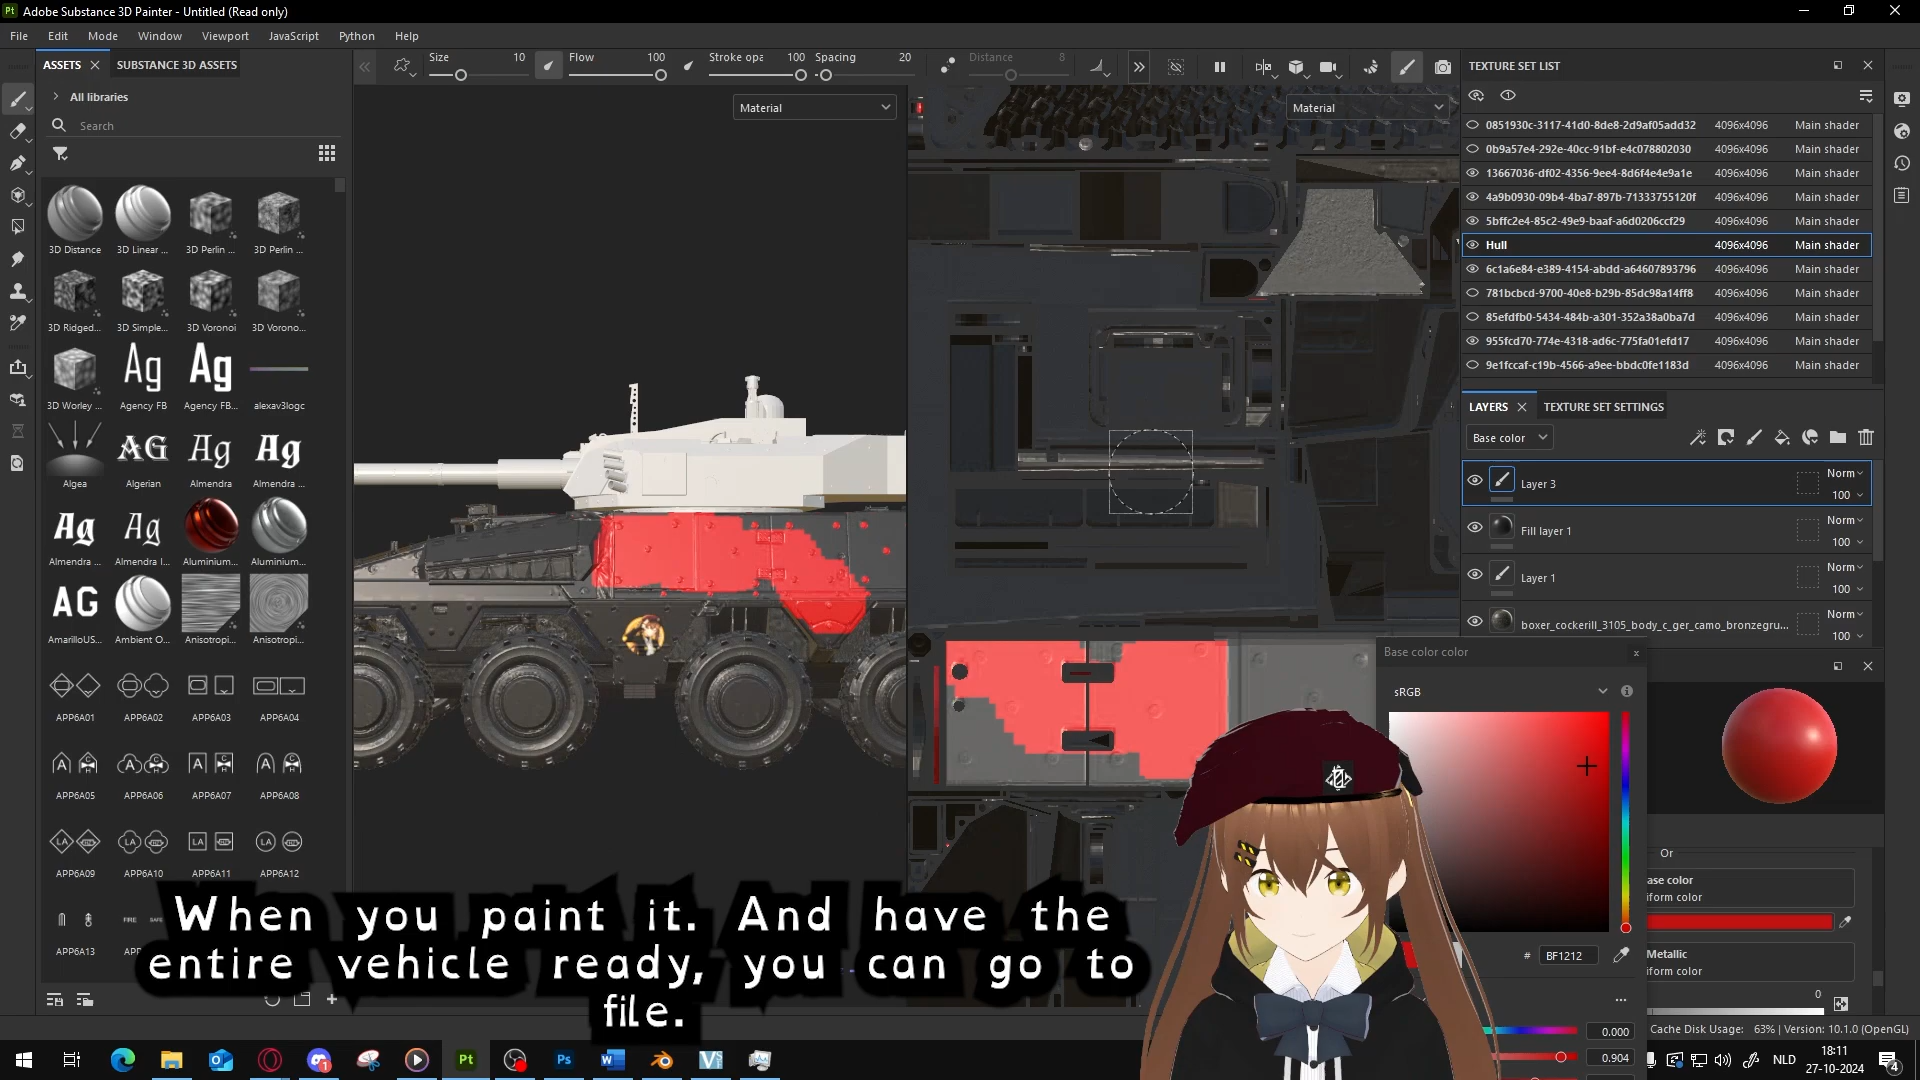 Adobe Substance 3D Painter - Untitled (Read only)
File Edit Mode Window Viewport JavaScript Python Help
ASSETS SUBSTANCE 3D ASSETS
All libraries
Search
3D Distance 3D Linear ... 3D Perlin ... 3D Perlin ...
3D Ridged... 3D Simple... 3D Voronoi 3D Vorono...
3D Worley ... Agency FB Agency FB... alexav3logc
Algea Algerian Almendra Almendra ...
Almendra ... Almendra I... Aluminium... Aluminium...
AmarilloUS... Ambient O... Anisotropi... Anisotropi...
APP6A01 APP6A02 APP6A03 APP6A04
APP6A05 APP6A06 APP6A07 APP6A08
APP6A09 APP6A10 APP6A11 APP6A12
APP6A13
Size 10 Flow 100 Stroke opa 100 Spacing 20 Distance 8
Material
Material
TEXTURE SET LIST
0851930c-3117-41d0-8de8-2d9af05add32 4096x4096 Main shader
0b9a57e4-292e-40cc-91bf-e4c078802030 4096x4096 Main shader
13667036-df02-4356-9ee4-8d6f4e4e9a1e 4096x4096 Main shader
4a9b0930-09b4-4ba7-897b-71333755120f 4096x4096 Main shader
5bffc2e4-85c2-49e9-baaf-a6d0206ccf29 4096x4096 Main shader
Hull 4096x4096 Main shader
6c1a6e84-e389-4154-abdd-a64607893796 4096x4096 Main shader
781bcbcd-9700-40e8-b29b-85dc98a14ff8 4096x4096 Main shader
85efdfb0-5434-484b-a301-352a38a0ba7d 4096x4096 Main shader
955fcd70-774e-4318-ad6c-775fa01efd17 4096x4096 Main shader
9e1fccaf-c19b-4566-a9ee-bbdc0fe1183d 4096x4096 Main shader
LAYERS TEXTURE SET SETTINGS
Base color
Layer 3 Norm 100
Fill layer 1 Norm 100
Layer 1 Norm 100
boxer_cockerill_3105_body_c_ger_camo_bronzegru... Norm 100
Base color color
sRGB
# BF1212
0.000
0.904
Or
ase color
iform color
Metallic
iform color
0
When you paint it. And have the
entire vehicle ready, you can go to
file.
Cache Disk Usage: 63% | Version: 10.1.0 (OpenGL)
NLD 18:11
27-10-2024